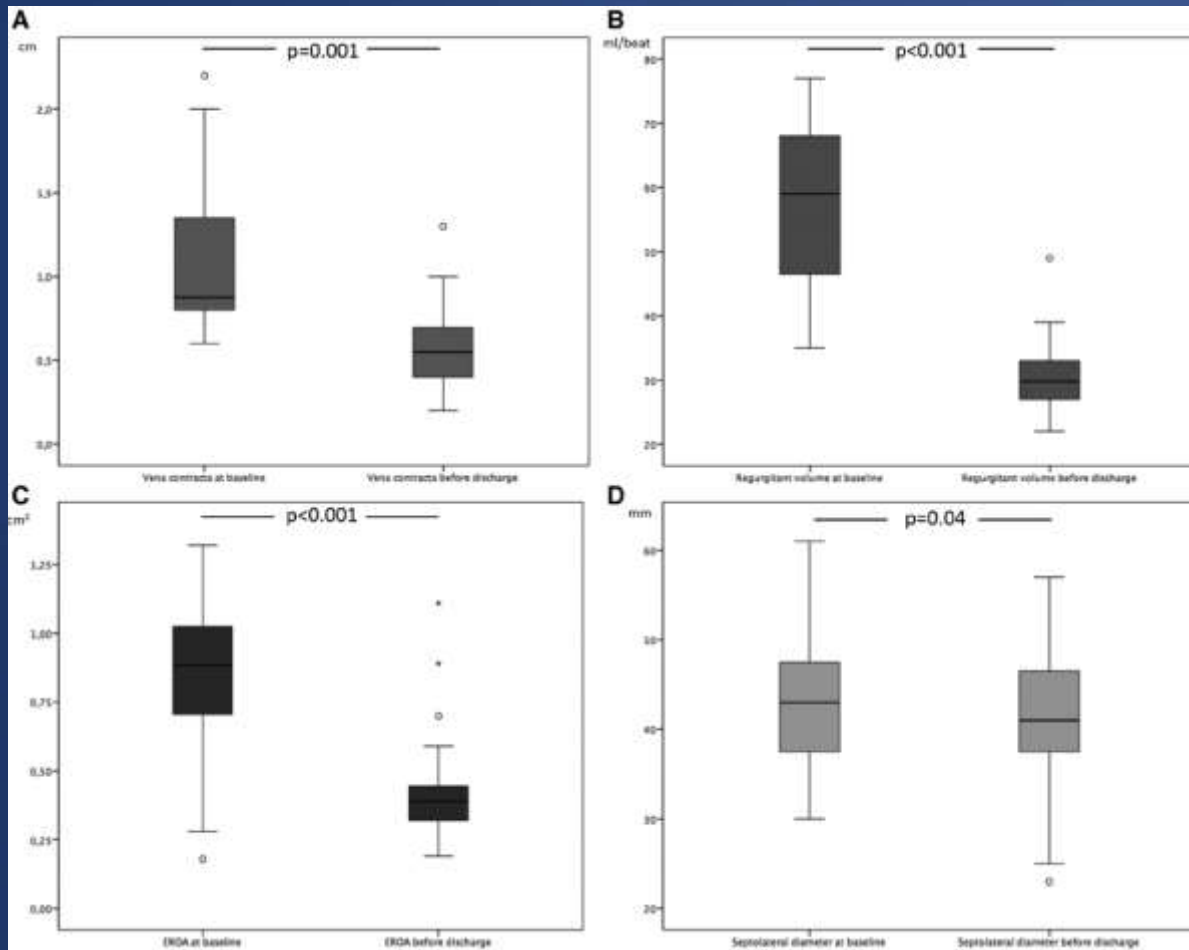 A
cm
p=0.001
2,0
1,5
1,0
0,5
0,0
Vena contracta at baseline
Vena contracta before discharge
B
ml/beat
p<0.001
80
70
60
50
40
30
20
Regurgitant volume at baseline
Regurgitant volume before discharge
C
cm²
p<0.001
1,25
1,00
0,75
0,50
0,25
0,00
EROA at baseline
EROA before discharge
D
mm
p=0.04
60
50
40
30
20
Septolateral diameter at baseline
Septolateral diameter before discharge